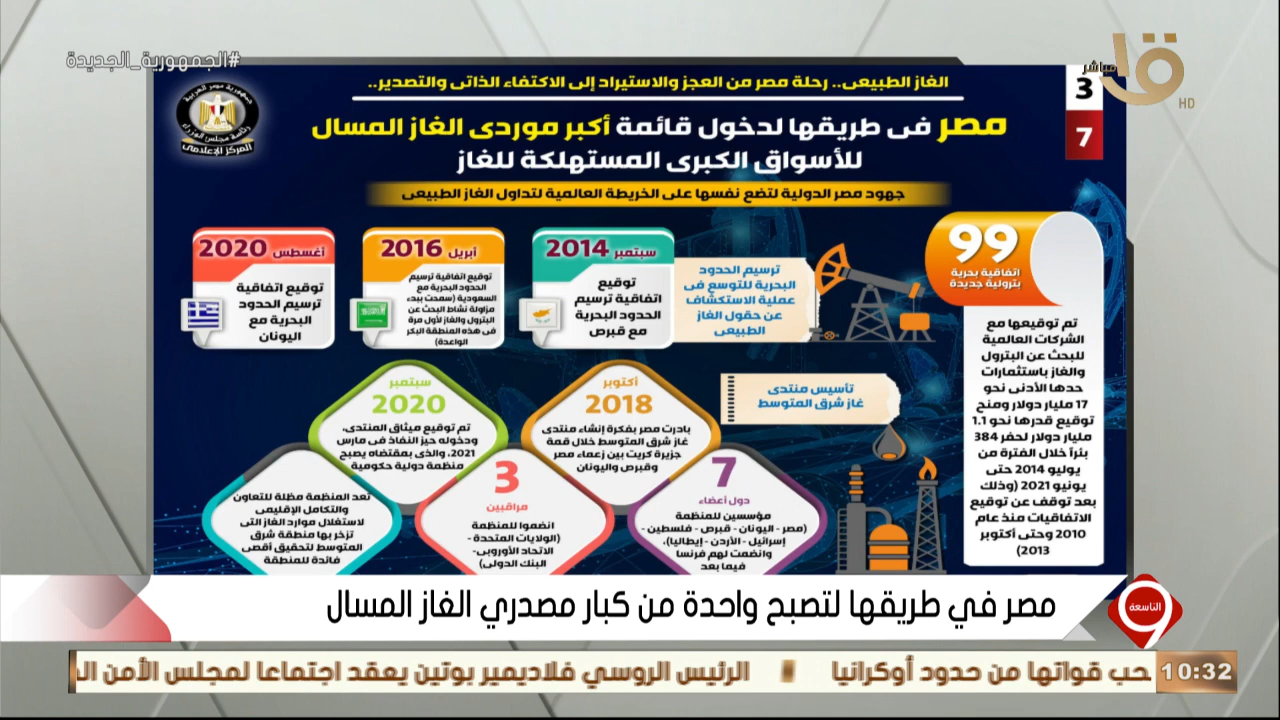 #الجمهورية_الجديدة
مباشر
HD
3
7
جمهورية مصر العربية
رئاسة مجلس الوزراء
المركز الإعلامى
الغاز الطبيعى.. رحلة مصر من العجز والاستيراد إلى الاكتفاء الذاتى والتصدير..
مصر فى طريقها لدخول قائمة أكبر موردى الغاز المسال
للأسواق الكبرى المستهلكة للغاز
جهود مصر الدولية لتضع نفسها على الخريطة العالمية لتداول الغاز الطبيعى
99
اتفاقية بحرية
بترولية جديدة
تم توقيعها مع
الشركات العالمية
للبحث عن البترول
والغاز باستثمارات
حدها الأدنى نحو
17 مليار دولار ومنح
توقيع قدرها نحو 1.1
مليار دولار لحفر 384
بئراً خلال الفترة من
يوليو 2014 حتى
يونيو 2021 (وذلك
بعد توقف عن توقيع
الاتفاقيات منذ عام
2010 وحتى أكتوبر
2013)
ترسيم الحدود
البحرية للتوسع فى
عملية الاستكشاف
عن حقول الغاز
الطبيعى
سبتمبر 2014
توقيع
اتفاقية ترسيم
الحدود البحرية
مع قبرص
أبريل 2016
توقيع اتفاقية ترسيم
الحدود البحرية مع
السعودية (سمحت ببدء
مزاولة نشاط البحث عن
البترول والغاز لأول مرة
فى هذه المنطقة البكر
الواعدة)
أغسطس 2020
توقيع اتفاقية
ترسيم الحدود
البحرية مع
اليونان
تأسيس منتدى
غاز شرق المتوسط
أكتوبر
2018
بادرت مصر بفكرة إنشاء منتدى
غاز شرق المتوسط خلال قمة
جزيرة كريت بين زعماء مصر
وقبرص واليونان
سبتمبر
2020
تم توقيع ميثاق المنتدى،
ودخوله حيز النفاذ فى مارس
2021، والذى بمقتضاه يصبح
منظمة دولية حكومية
7
دول أعضاء
مؤسسين للمنظمة
(مصر - اليونان - قبرص - فلسطين -
إسرائيل - الأردن - إيطاليا)،
وانضمت لهم فرنسا
فيما بعد
3
مراقبين
انضموا للمنظمة
(الولايات المتحدة -
الاتحاد الأوروبى-
البنك الدولى)
تعد المنظمة مظلة للتعاون
والتكامل الإقليمى
لاستغلال موارد الغاز التى
تزخر بها منطقة شرق
المتوسط لتحقيق أقصى
فائدة للمنطقة
التاسعة
مصر في طريقها لتصبح واحدة من كبار مصدري الغاز المسال
10:32
حب قواتها من حدود أوكرانيا
الرئيس الروسي فلاديمير بوتين يعقد اجتماعا لمجلس الأمن ال